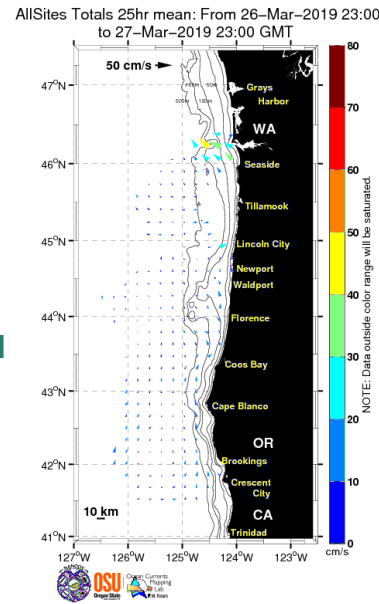 AllSites Totals 25hr mean: From 26-Mar-2019 23:00
to 27-Mar-2019 23:00 GMT
50 cm/s
47°N
46°N
45°N
44°N
43°N
42°N
41°N
50m
500m 100m
Grays
Harbor
WA
Seaside
Tillamook
Lincoln City
Newport
Waldport
Florence
Coos Bay
Cape Blanco
OR
Brookings
Crescent
City
CA
Trinidad
10 km
127°W 126°W 125°W 124°W 123°W
80
70
60
50
40
30
20
10
0
cm/s
NOTE: Data outside color range will be saturated.
OSU
Oregon State
Ocean Currents
Mapping
Lab